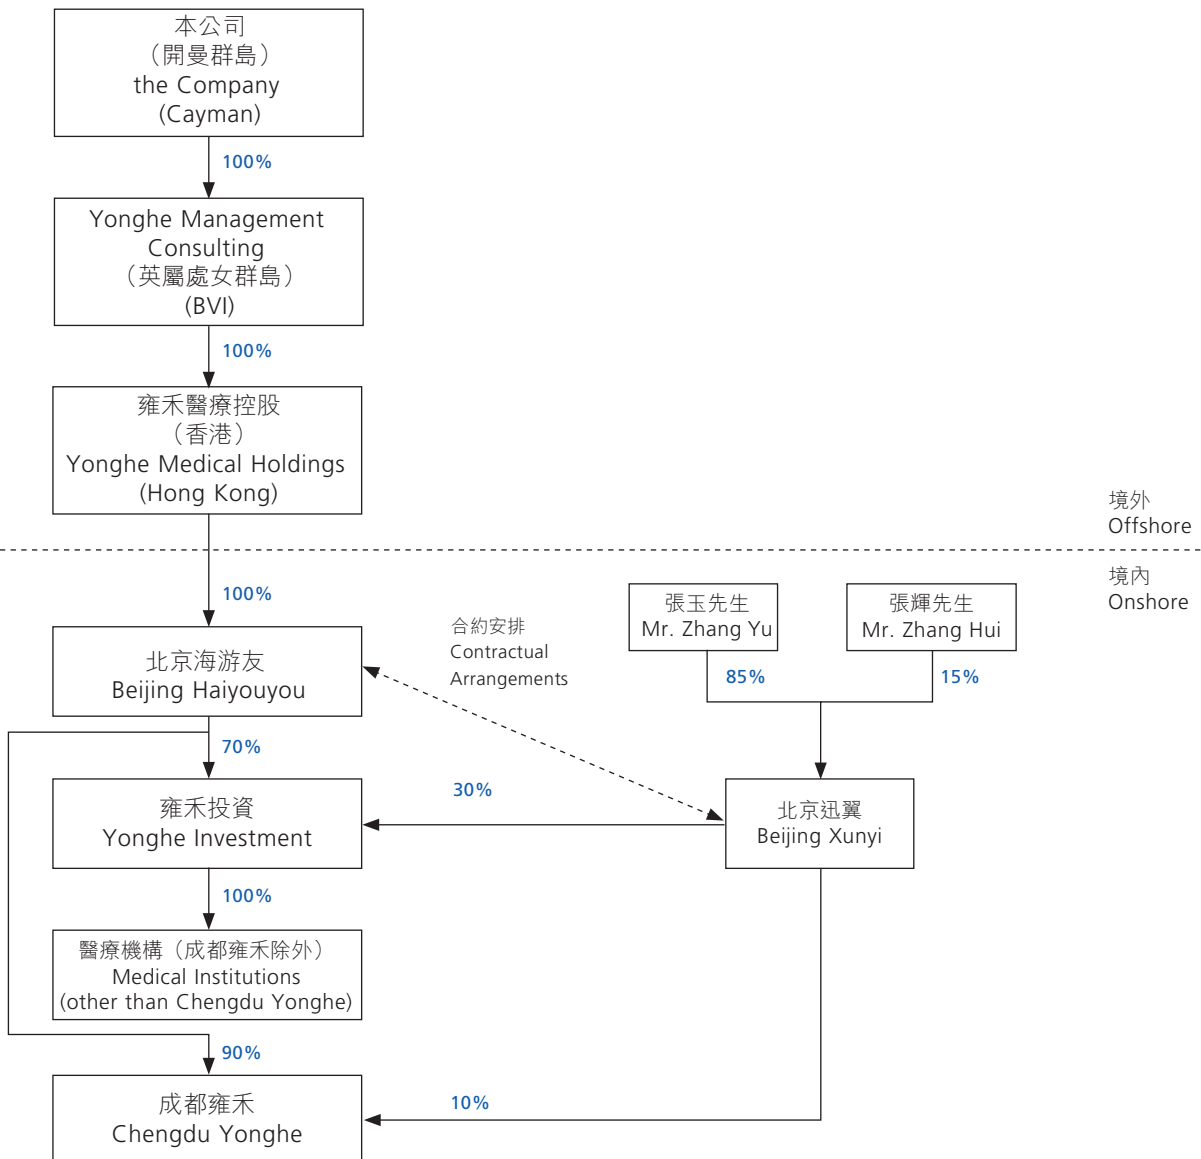 本公司
（開曼群島）
the Company
(Cayman)
100%
Yonghe Management
Consulting
（英屬處女群島）
(BVI)
100%
雍禾醫療控股
（香港）
Yonghe Medical Holdings
(Hong Kong)
境外
Offshore
境內
Onshore
100%
合約安排
Contractual
Arrangements
張玉先生
Mr. Zhang Yu
張輝先生
Mr. Zhang Hui
85%
15%
北京海游友
Beijing Haiyouyou
70%
30%
雍禾投資
Yonghe Investment
北京迅翼
Beijing Xunyi
100%
醫療機構（成都雍禾除外）
Medical Institutions
(other than Chengdu Yonghe)
90%
10%
成都雍禾
Chengdu Yonghe